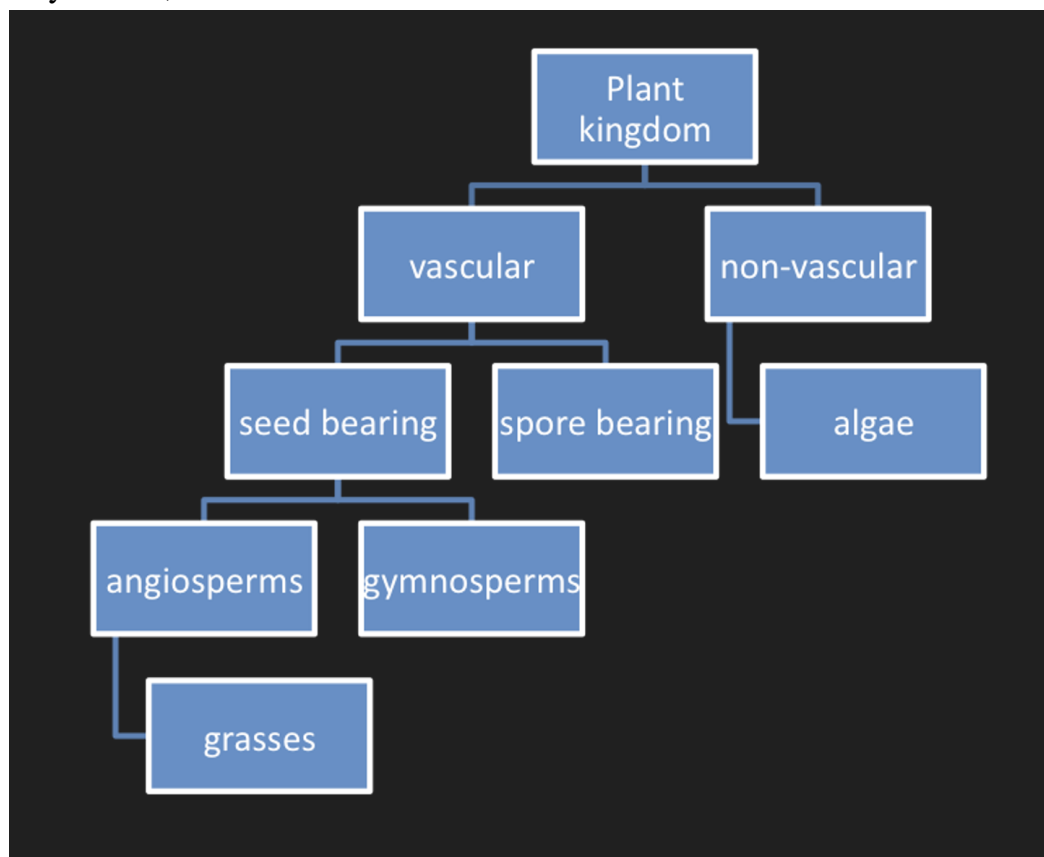 Plant
kingdom
vascular
non-vascular
seed bearing
spore bearing
algae
angiosperms
gymnosperms
grasses